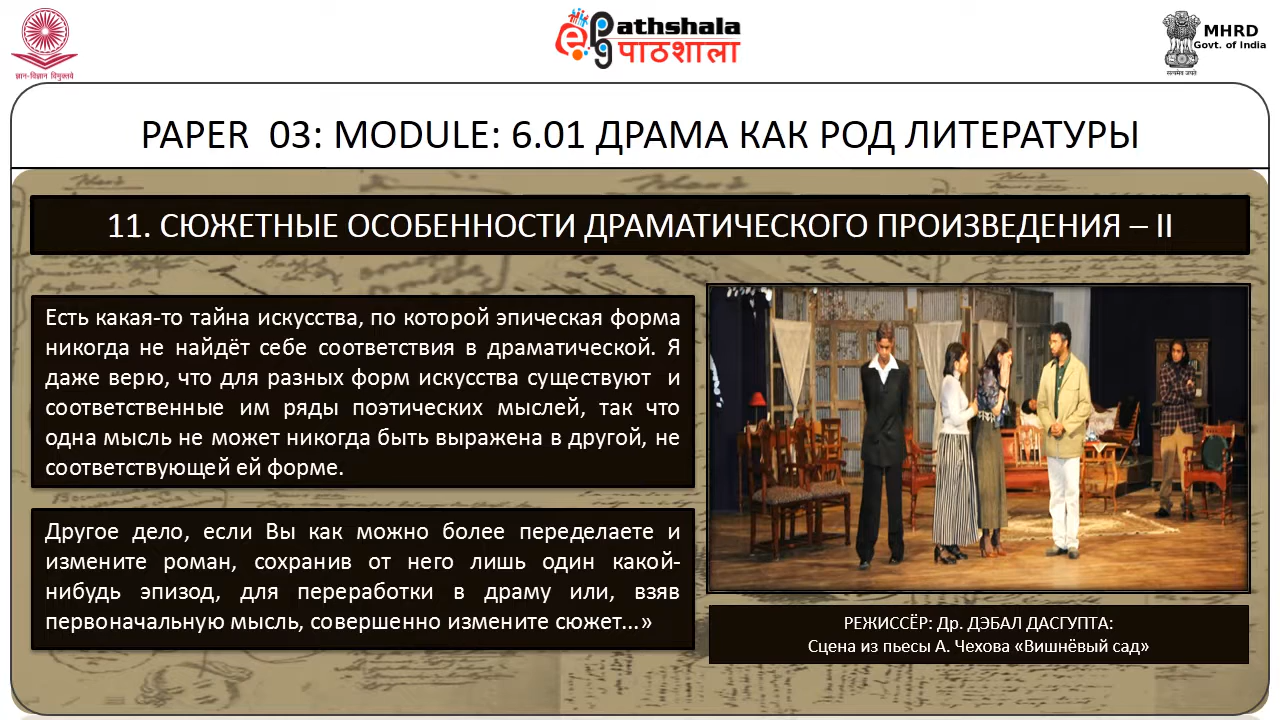 ज्ञान-विज्ञान विमुक्तये
ePathshala
पाठशाला
MHRD
Govt. of India
सत्यमेव जयते
PAPER 03: MODULE: 6.01 ДРАМА КАК РОД ЛИТЕРАТУРЫ
11. СЮЖЕТНЫЕ ОСОБЕННОСТИ ДРАМАТИЧЕСКОГО ПРОИЗВЕДЕНИЯ – II
Есть какая-то тайна искусства, по которой эпическая форма
никогда не найдёт себе соответствия в драматической. Я
даже верю, что для разных форм искусства существуют и
соответственные им ряды поэтических мыслей, так что
одна мысль не может никогда быть выражена в другой, не
соответствующей ей форме.
Другое дело, если Вы как можно более переделаете и
измените роман, сохранив от него лишь один какой-
нибудь эпизод, для переработки в драму или, взяв
первоначальную мысль, совершенно измените сюжет...»
РЕЖИССЁР: Др. ДЭБАЛ ДАСГУПТА:
Сцена из пьесы А. Чехова «Вишнёвый сад»